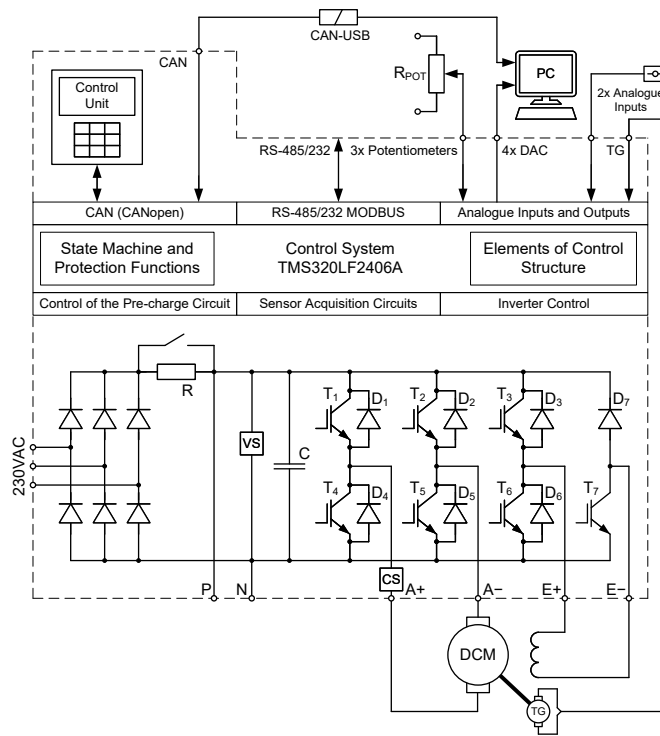 CAN-USB
CAN
Control
Unit
R_POT
PC
2x Analogue
Inputs
RS-485/232
3x Potentiometers
4x DAC
TG
CAN (CANopen)
RS-485/232 MODBUS
Analogue Inputs and Outputs
State Machine and
Protection Functions
Control System
TMS320LF2406A
Elements of Control
Structure
Control of the Pre-charge Circuit
Sensor Acquisition Circuits
Inverter Control
R
T1
D1
T2
D2
T3
D3
D7
230VAC
VS
C
T4
D4
T5
D5
T6
D6
T7
CS
P
N
A+
A−
E+
E−
DCM
TG